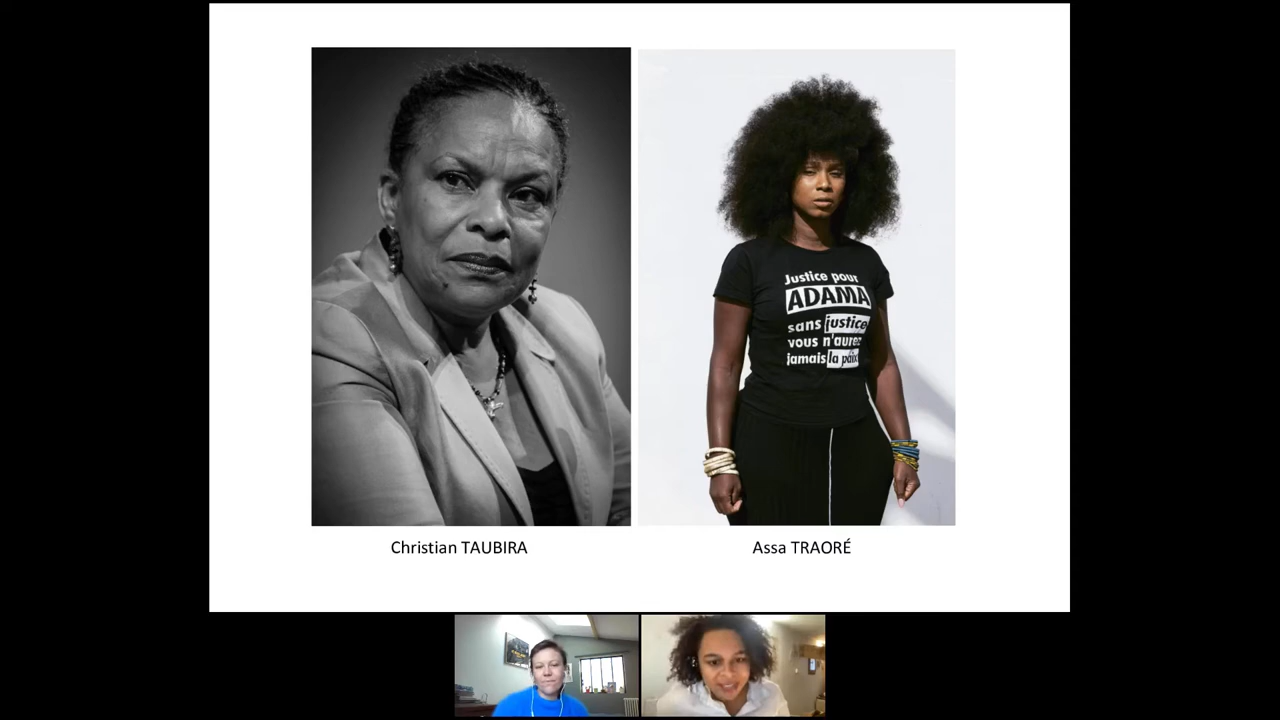 Justice pour
ADAMA
sans justice
vous n'aurez
jamais la paix
Christian TAUBIRA
Assa TRAORÉ